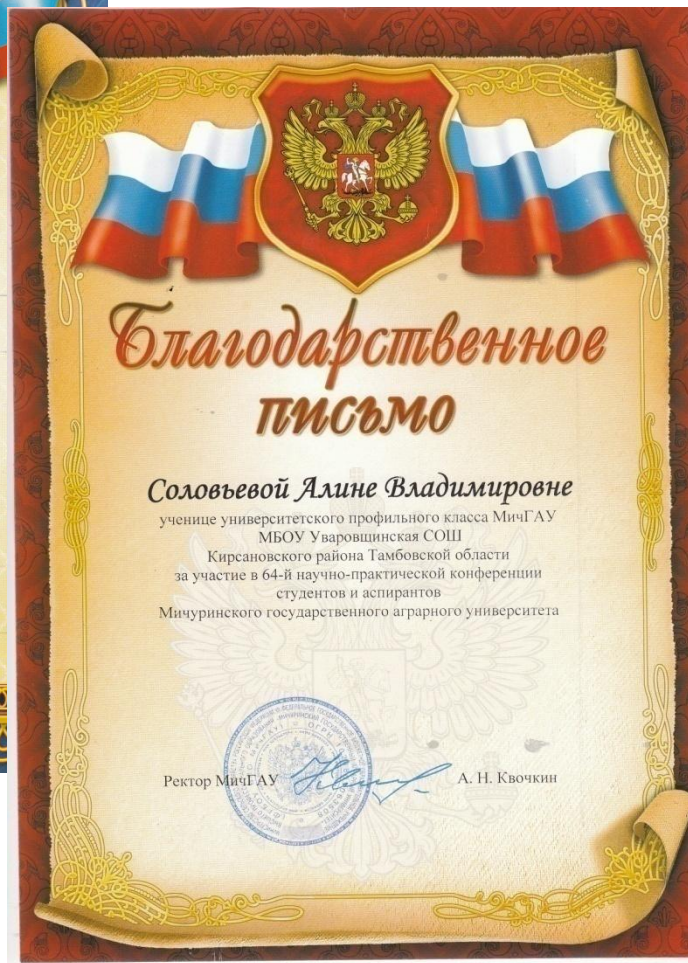 Благодарственное
письмо
Соловьевой Алине Владимировне
ученице университетского профильного класса МичГАУ
МБОУ Уваровщинская СОШ
Кирсановского района Тамбовской области
за участие в 64-й научно-практической конференции
студентов и аспирантов
Мичуринского государственного аграрного университета
Ректор МичГАУ
А. Н. Квочкин